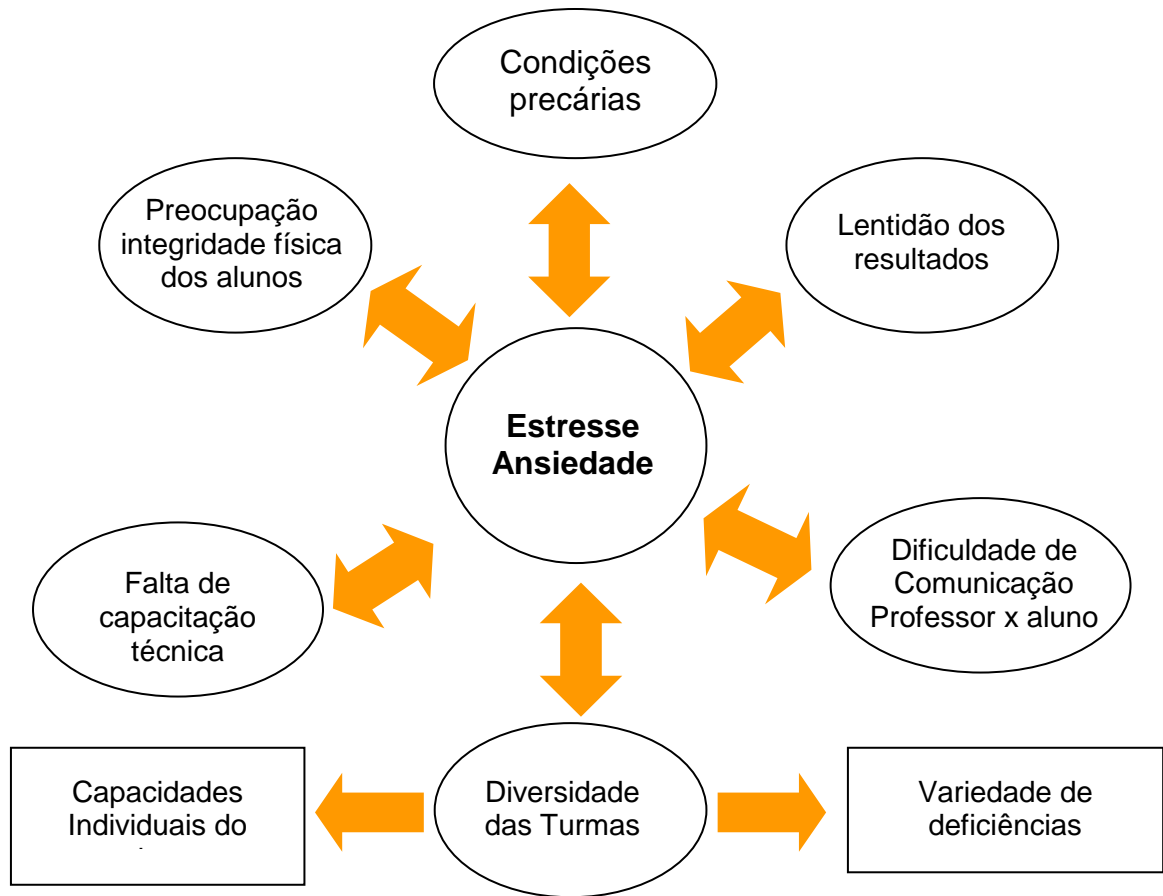 Condições
precárias
Preocupação
integridade física
dos alunos
Lentidão dos
resultados
Estresse
Ansiedade
Falta de
capacitação
técnica
Dificuldade de
Comunicação
Professor x aluno
Capacidades
Individuais do
Diversidade
das Turmas
Variedade de
deficiências